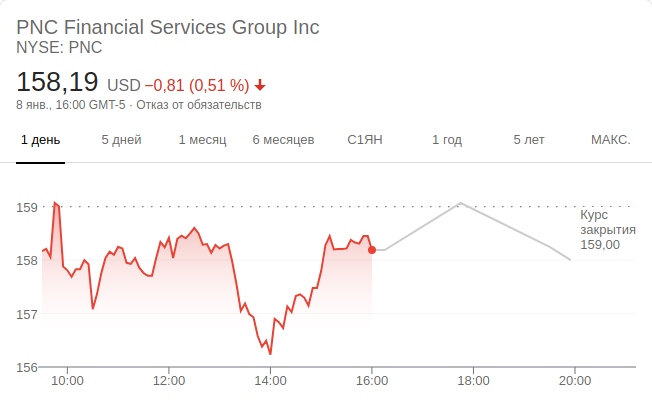 PNC Financial Services Group Inc
NYSE: PNC
158,19 USD −0,81 (0,51 %)
8 янв., 16:00 GMT-5 · Отказ от обязательств
1 день 5 дней 1 месяц 6 месяцев С1ЯН 1 год 5 лет МАКС.
159
Курс
закрытия
159,00
158
157
156
10:00 12:00 14:00 16:00 18:00 20:00